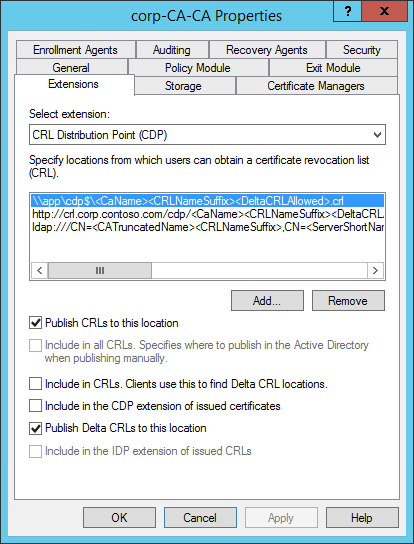 corp-CA-CA Properties
?
Enrollment Agents
Auditing
Recovery Agents
Security
General
Policy Module
Exit Module
Extensions
Storage
Certificate Managers
Select extension:
CRL Distribution Point (CDP)
Specify locations from which users can obtain a certificate revocation list
(CRL).
\\app\cdp$\<CaName><CRLNameSuffix><DeltaCRLAllowed>.crl
http://crl.corp.contoso.com/cdp/<CaName><CRLNameSuffix><DeltaCRL
ldap:///CN=<CATruncatedName><CRLNameSuffix>,CN=<ServerShortNar
Add...
Remove
Publish CRLs to this location
Include in all CRLs. Specifies where to publish in the Active Directory
when publishing manually.
Include in CRLs. Clients use this to find Delta CRL locations.
Include in the CDP extension of issued certificates
Publish Delta CRLs to this location
Include in the IDP extension of issued CRLs
OK
Cancel
Apply
Help